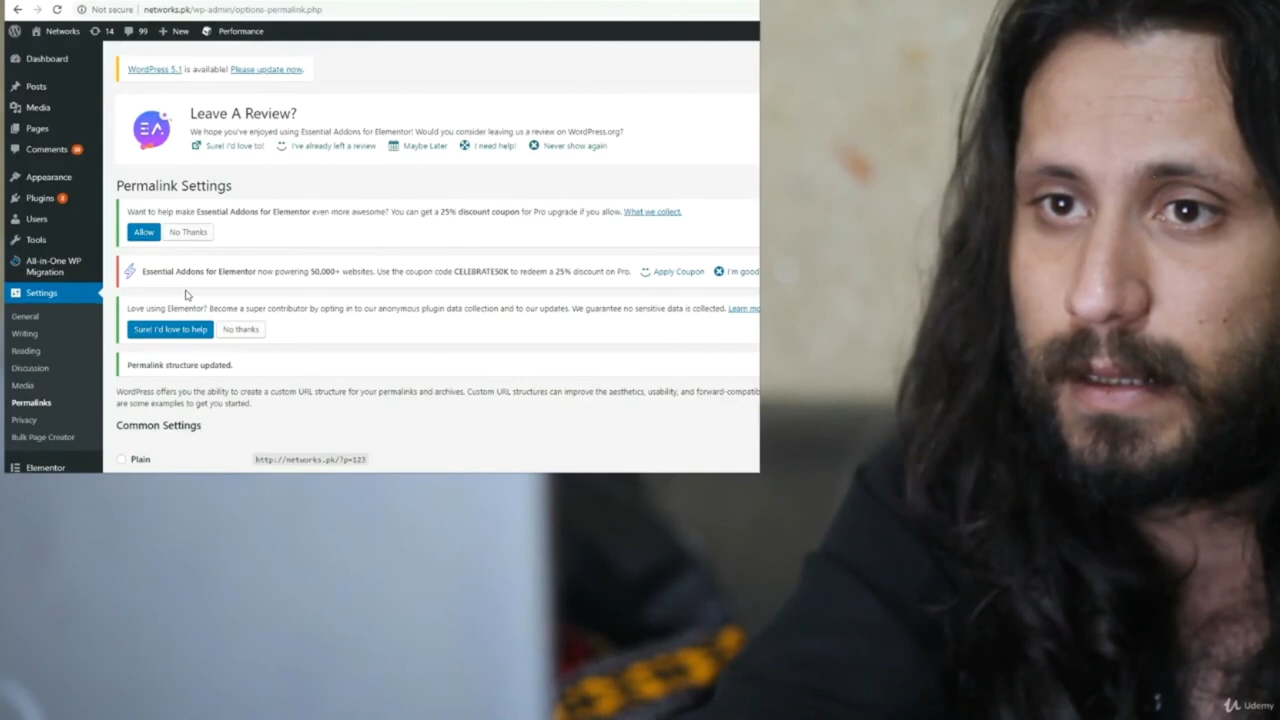 Not secure networks.pk/wp-admin/options-permalink.php
Networks 14 99 New Performance
Dashboard
Posts
Media
Pages
Comments
Appearance
Plugins
Users
Tools
All-in-One WP
Migration
Settings
General
Writing
Reading
Discussion
Media
Permalinks
Privacy
Bulk Page Creator
Elementor
WordPress 5.1 is available! Please update now.
EA
Leave A Review?
We hope you've enjoyed using Essential Addons for Elementor! Would you consider leaving us a review on WordPress.org?
Sure! I'd love to! I've already left a review Maybe Later I need help! Never show again
Permalink Settings
Want to help make Essential Addons for Elementor even more awesome? You can get a 25% discount coupon for Pro upgrade if you allow. What we collect.
Allow No Thanks
Essential Addons for Elementor now powering 50,000+ websites. Use the coupon code CELEBRATE50K to redeem a 25% discount on Pro. Apply Coupon I'm good
Love using Elementor? Become a super contributor by opting in to our anonymous plugin data collection and to our updates. We guarantee no sensitive data is collected. Learn mo
Sure! I'd love to help No thanks
Permalink structure updated.
WordPress offers you the ability to create a custom URL structure for your permalinks and archives. Custom URL structures can improve the aesthetics, usability, and forward-compatib
are some examples to get you started.
Common Settings
Plain http://networks.pk/?p=123
Udemy